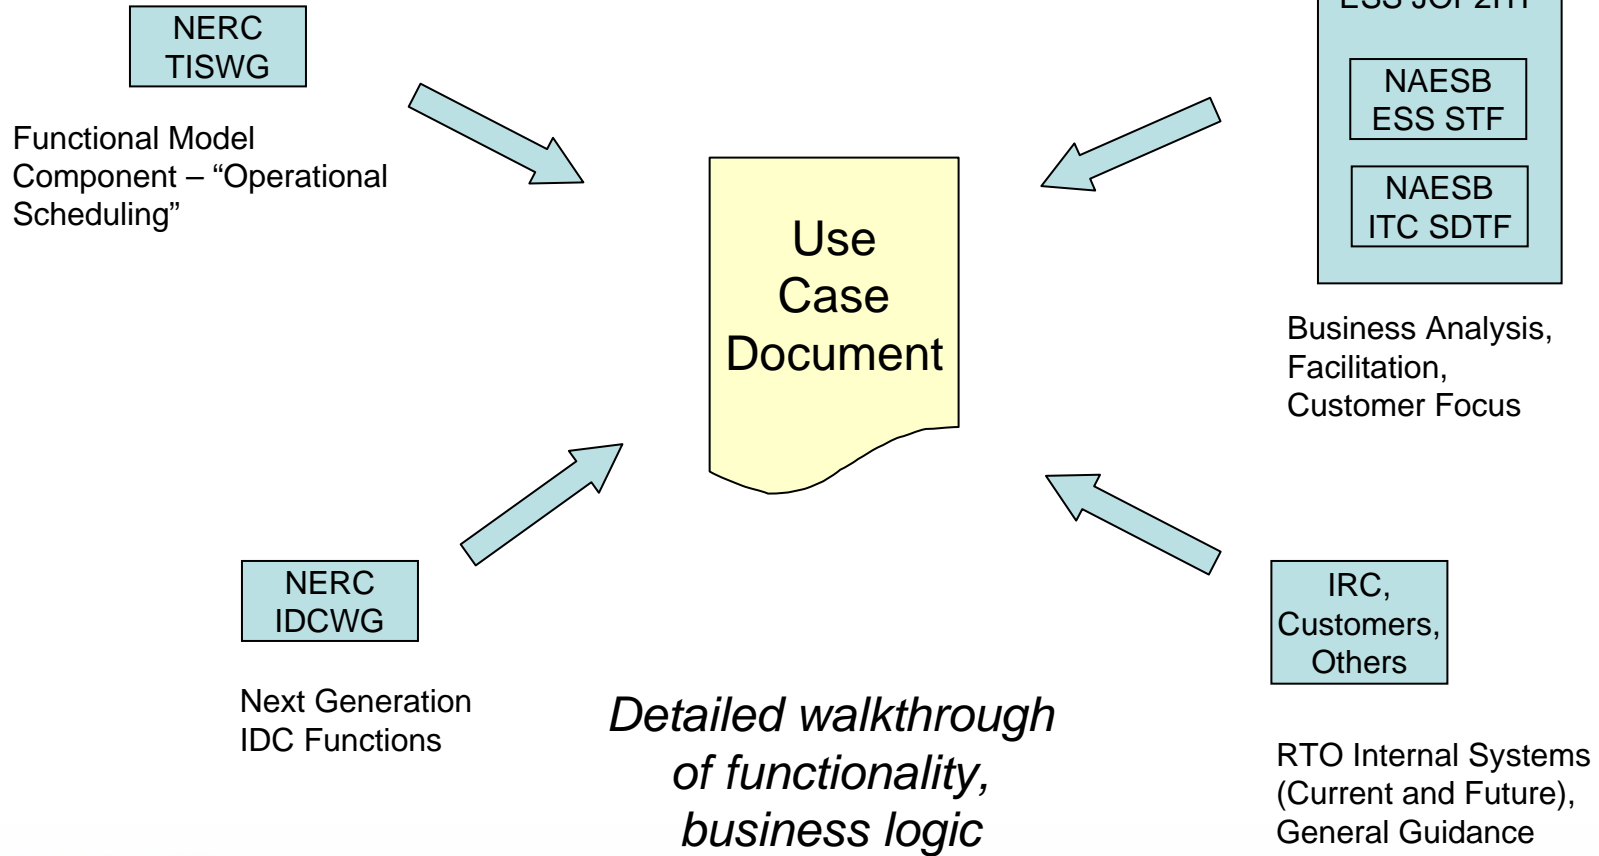 NERC
TISWG
Functional Model
Component – “Operational
Scheduling”
NAESB
ESS STF
NAESB
ITC SDTF
Business Analysis,
Facilitation,
Customer Focus
Use
Case
Document
NERC
IDCWG
Next Generation
IDC Functions
IRC,
Customers,
Others
RTO Internal Systems
(Current and Future),
General Guidance
Detailed walkthrough
of functionality,
business logic